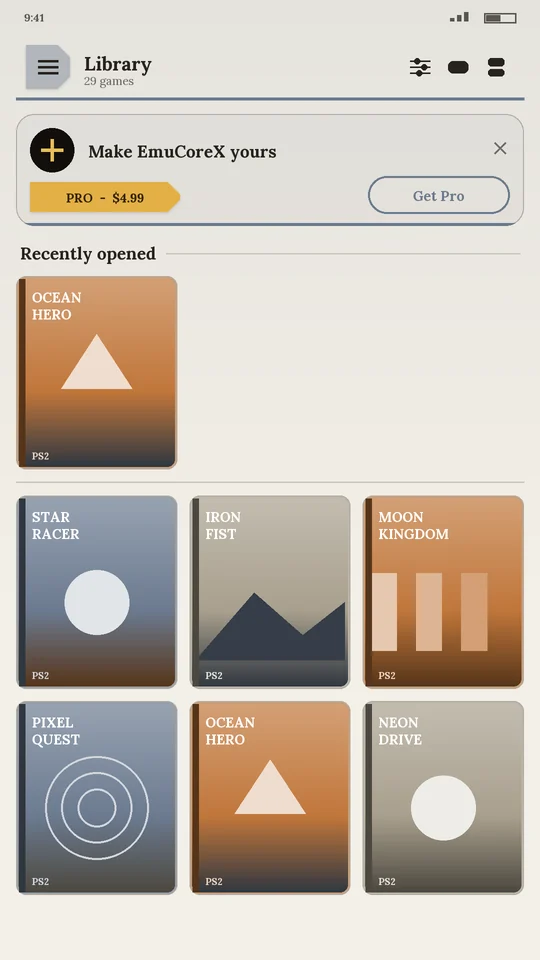 9:41
Library
29 games
Make EmuCoreX yours
PRO - $4.99
Get Pro
Recently opened
OCEAN
HERO
PS2
STAR
RACER
PS2
IRON
FIST
PS2
MOON
KINGDOM
PS2
PIXEL
QUEST
PS2
OCEAN
HERO
PS2
NEON
DRIVE
PS2